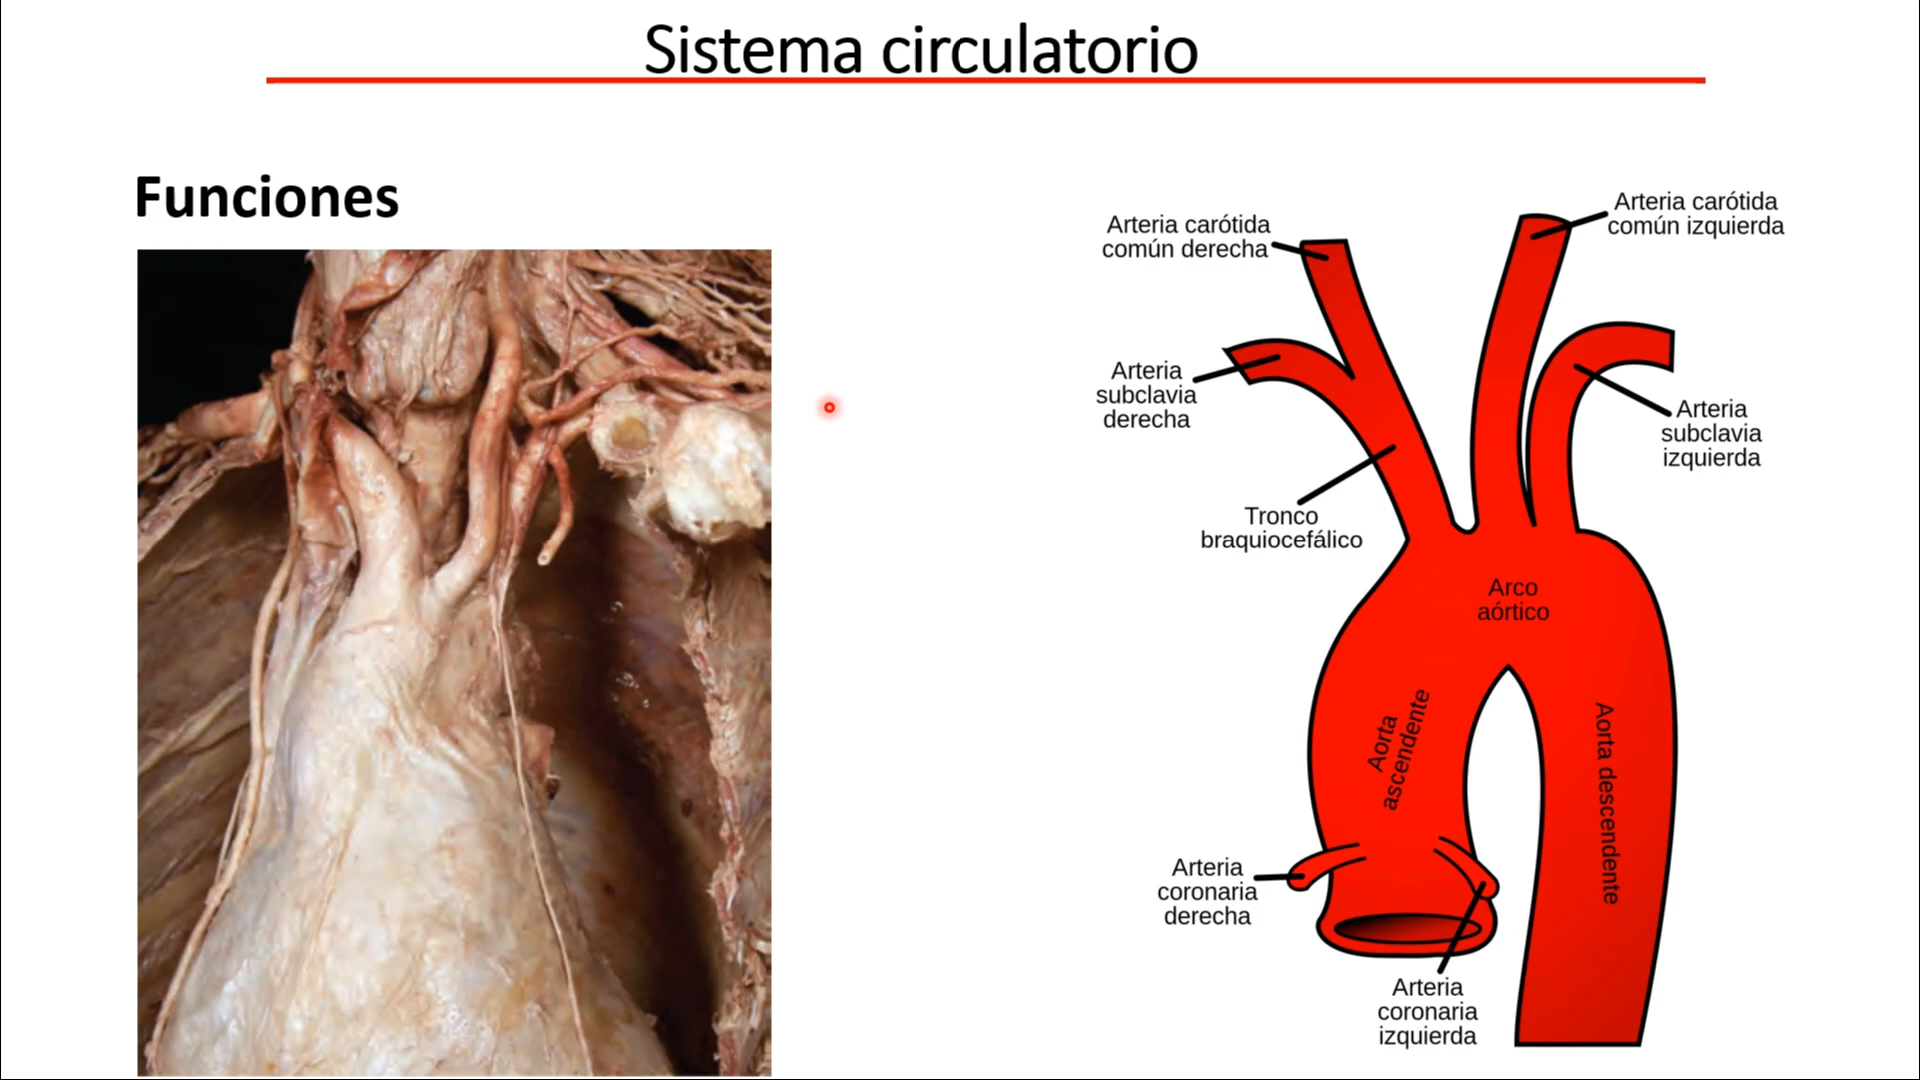 Sistema circulatorio
Funciones
Arteria carótida
común derecha
Arteria carótida
común izquierda
Arteria
subclavia
derecha
Arteria
subclavia
izquierda
Tronco
braquiocefálico
Arco
aórtico
Aorta
ascendente
Aorta descendente
Arteria
coronaria
derecha
Arteria
coronaria
izquierda